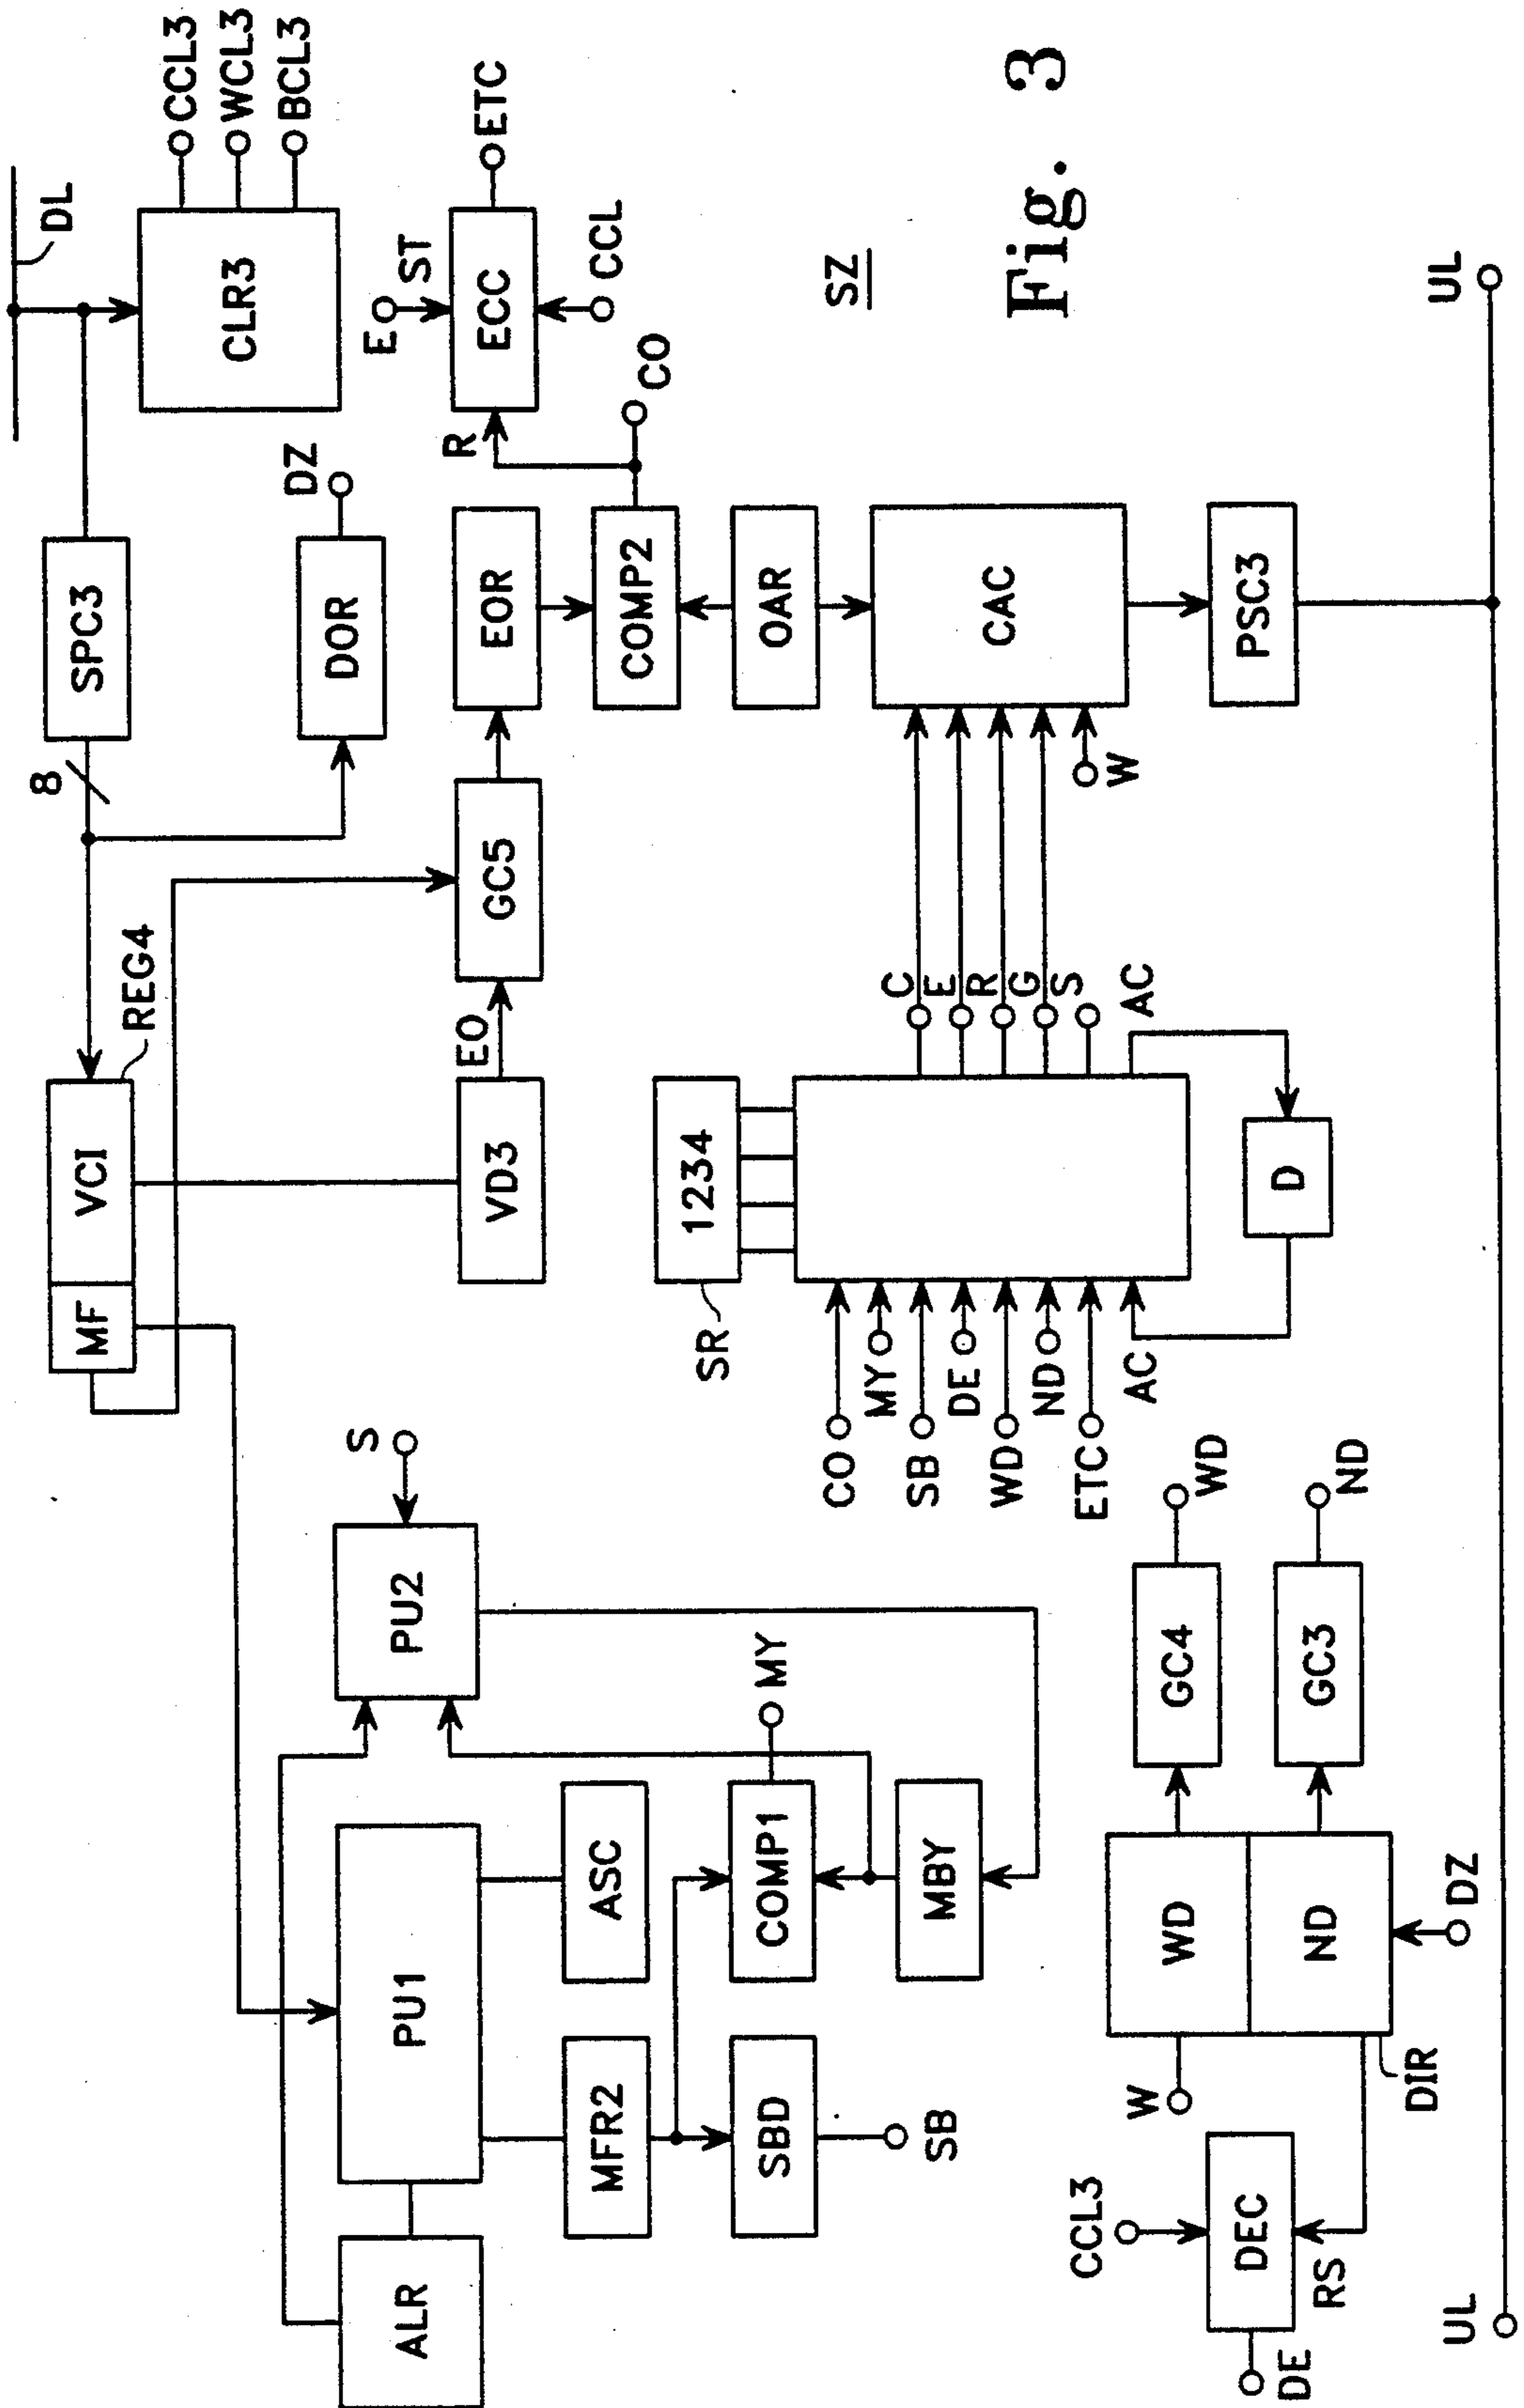 DL
CCL3
WCL3
BCL3
CLR3
SPC3
8
DZ
DOR
E
ST
ECC
ETC
CCL
R
CO
REG4
VCI
MF
EO
VD3
GC5
EOR
COMP2
OAR
CAC
PSC3
W
SZ
Fig. 3
UL
S
PU2
PU1
ALR
ASC
MFR2
COMP1
MY
MBY
SBD
SB
SR
1234
CO
MY
SB
DE
WD
ND
ETC
AC
C
E
R
G
S
AC
D
WD
GC4
ND
GC3
WD
ND
W
DIR
DZ
CCL3
DEC
RS
DE
UL